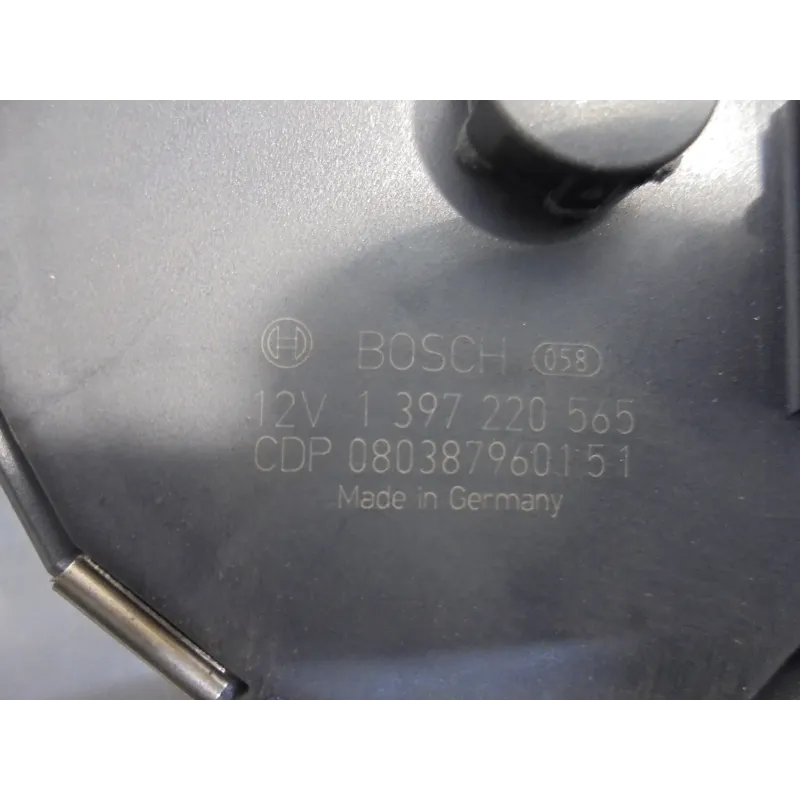 BOSCH 058
12V 1 397 220 565
CDP 080387960151
Made in Germany